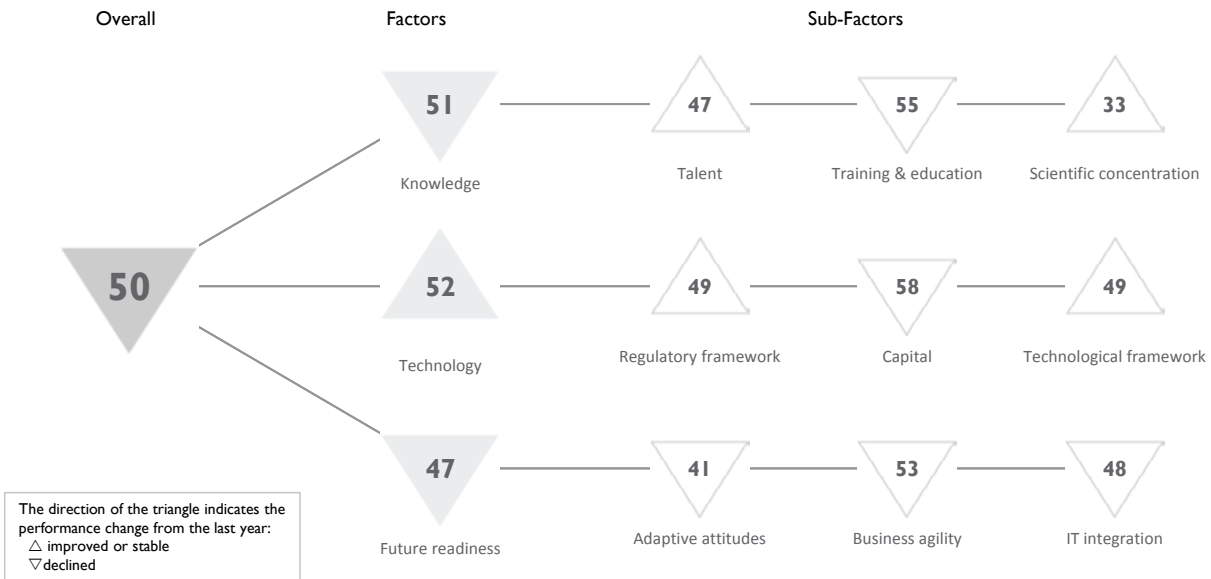 Overall
Factors
Sub-Factors
51
47
55
33
Knowledge
Talent
Training & education
Scientific concentration
50
52
49
58
49
Technology
Regulatory framework
Capital
Technological framework
47
41
53
48
Future readiness
Adaptive attitudes
Business agility
IT integration
The direction of the triangle indicates the
performance change from the last year:
△ improved or stable
▽declined